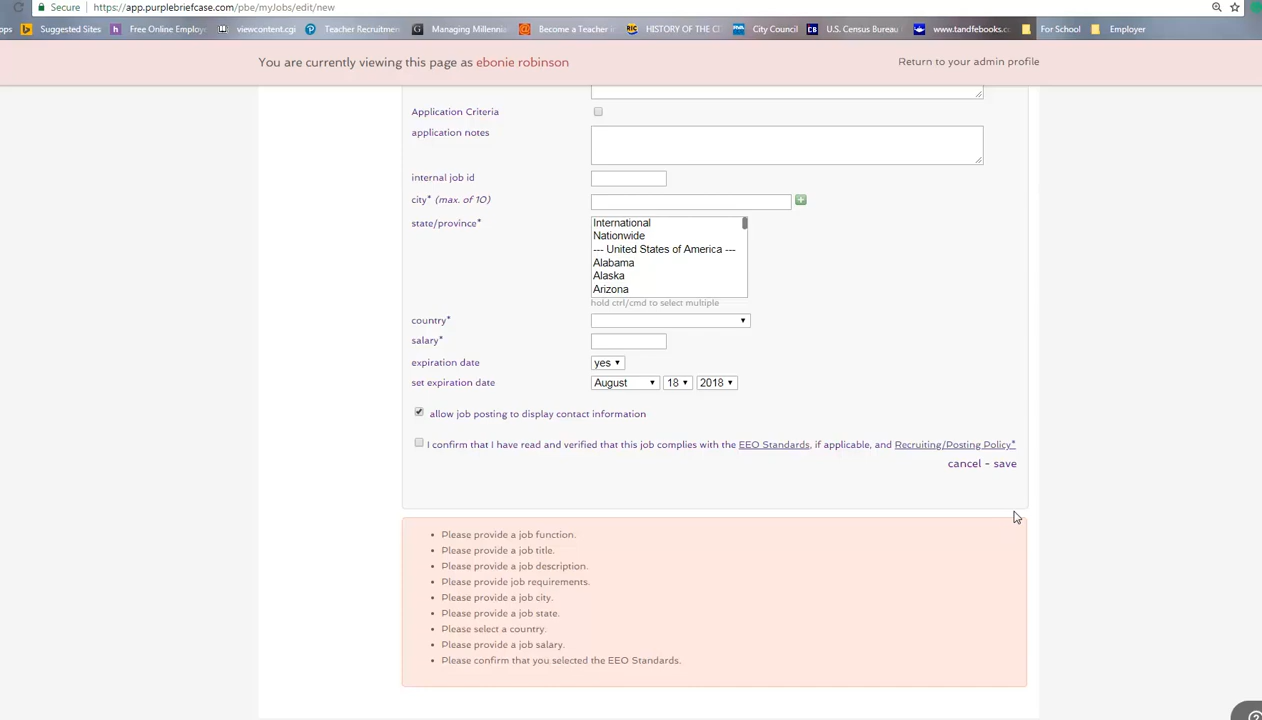 Secure https://app.purplebriefcase.com/pbe/myJobs/edit/new
pps Suggested Sites Free Online Employ viewcontent.cgi Teacher Recruitmen Managing Millenni Become a Teacher i HISTORY OF THE CI City Council U.S. Census Bureau www.tandfebooks.c For School Employer
You are currently viewing this page as ebonie robinson Return to your admin profile
Application Criteria
application notes
internal job id
city* (max. of 10)
state/province* International
Nationwide
--- United States of America ---
Alabama
Alaska
Arizona
hold ctrl/cmd to select multiple
country*
salary*
expiration date yes
set expiration date August 18 2018
allow job posting to display contact information
I confirm that I have read and verified that this job complies with the EEO Standards, if applicable, and Recruiting/Posting Policy*
cancel - save
• Please provide a job function.
• Please provide a job title.
• Please provide a job description.
• Please provide job requirements.
• Please provide a job city.
• Please provide a job state.
• Please select a country.
• Please provide a job salary.
• Please confirm that you selected the EEO Standards.